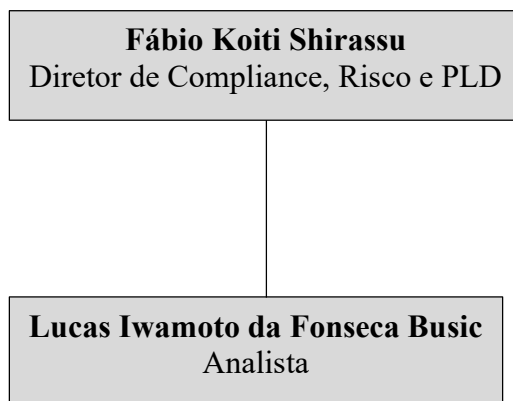 Fábio Koiti Shirassu
Diretor de Compliance, Risco e PLD
Lucas Iwamoto da Fonseca Busic
Analista